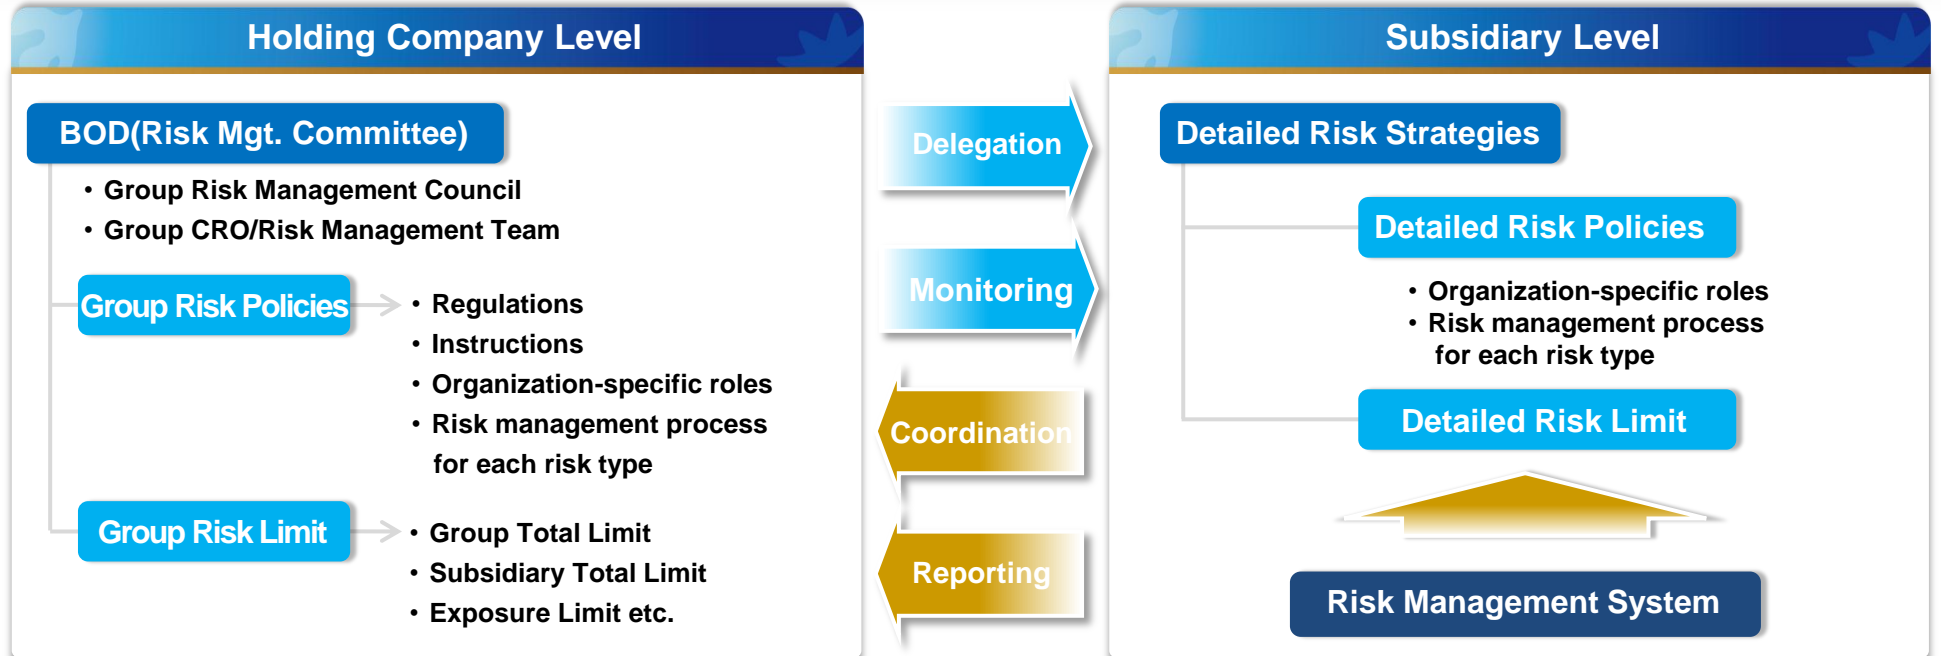 Holding Company Level
BOD(Risk Mgt. Committee)
• Group Risk Management Council
• Group CRO/Risk Management Team
Group Risk Policies
• Regulations
• Instructions
• Organization-specific roles
• Risk management process
for each risk type
Group Risk Limit
• Group Total Limit
• Subsidiary Total Limit
• Exposure Limit etc.
Delegation
Monitoring
Coordination
Reporting
Subsidiary Level
Detailed Risk Strategies
Detailed Risk Policies
• Organization-specific roles
• Risk management process
for each risk type
Detailed Risk Limit
Risk Management System